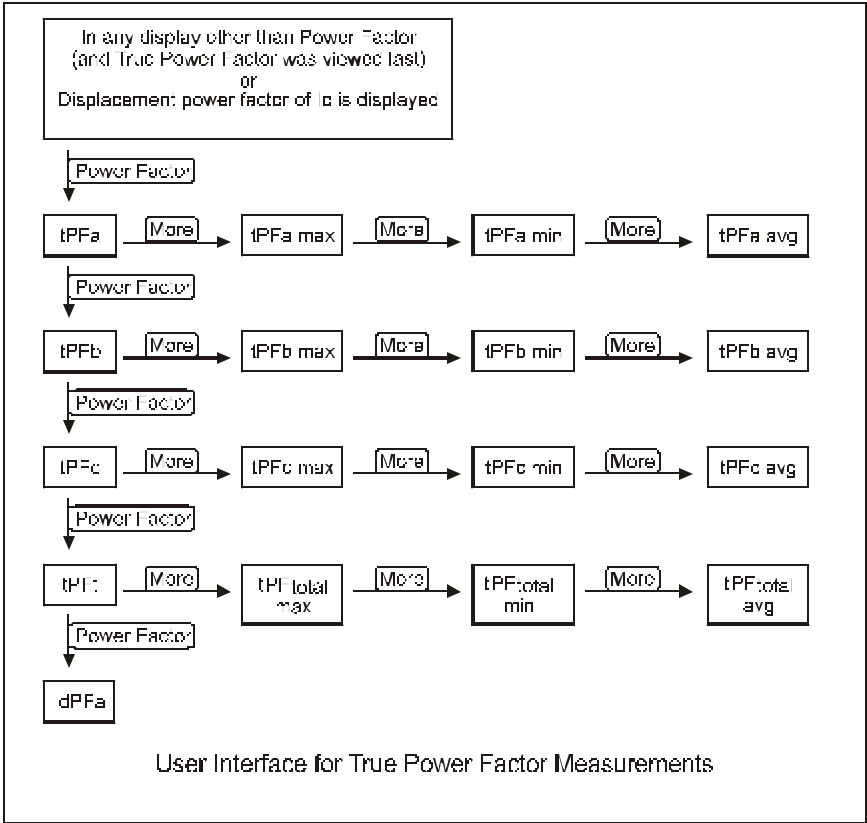 In any display other than Power Factor
(and True Power Factor was viewed last)
or
Displacement power factor of Ic is displayed
Power Factor
tPFa
More
tPFa max
More
tPFa min
More
tPFa avg
Power Factor
tPFb
More
tPFb max
More
tPFb min
More
tPFb avg
Power Factor
tPFc
More
tPFc max
More
tPFc min
More
tPFc avg
Power Factor
tPFt
More
tPFtotal
max
More
tPFtotal
min
More
tPFtotal
avg
Power Factor
dPFa
User Interface for True Power Factor Measurements